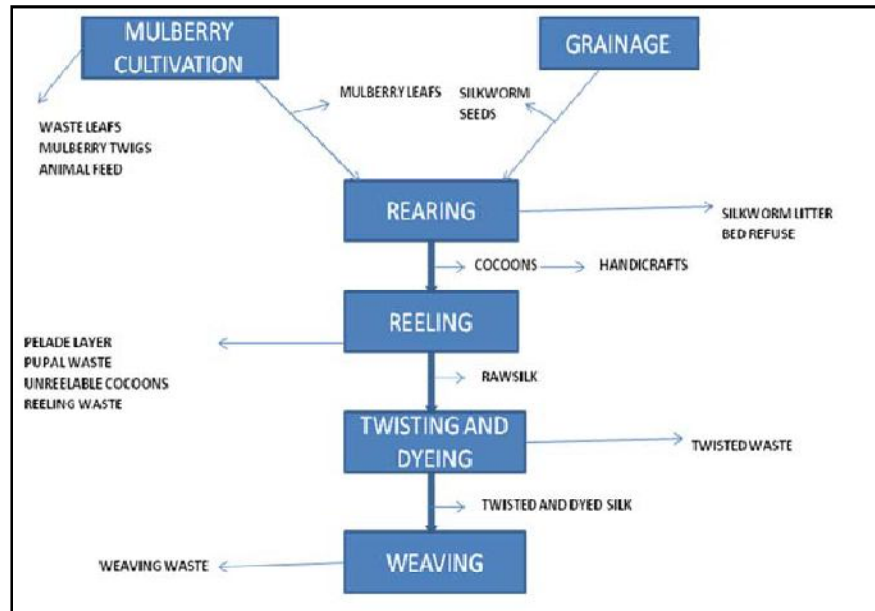 MULBERRY
CULTIVATION
GRAINAGE
MULBERRY LEAFS
SILKWORM
SEEDS
WASTE LEAFS
MULBERRY TWIGS
ANIMAL FEED
REARING
SILKWORM LITTER
BED REFUSE
COCOONS
HANDICRAFTS
REELING
PELADE LAYER
PUPAL WASTE
UNREELABLE COCOONS
REELING WASTE
RAWSILK
TWISTING AND
DYEING
TWISTED WASTE
TWISTED AND DYED SILK
WEAVING
WEAVING WASTE